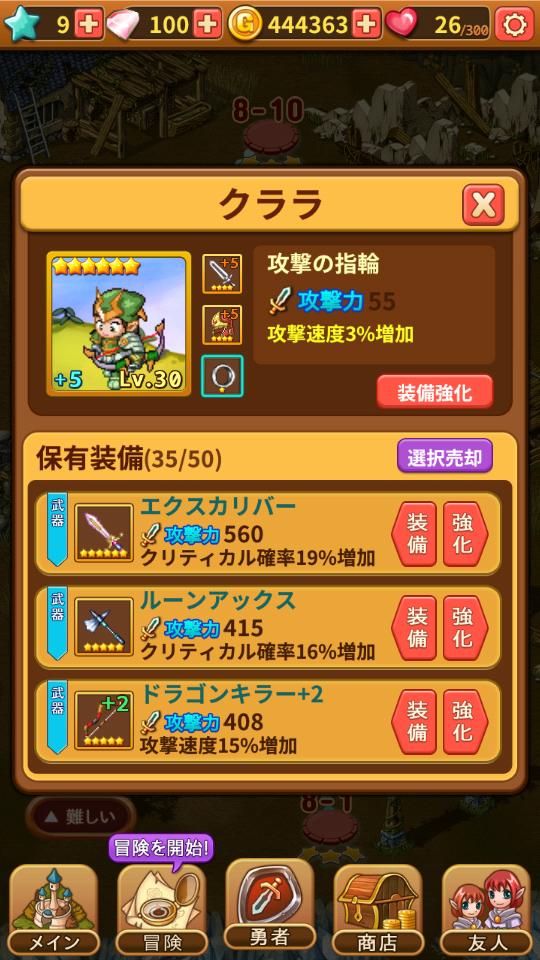 9
100
444363
26/300
8-10
クララ
+5
Lv.30
+5
+5
攻撃の指輪
攻撃力 55
攻撃速度3%増加
装備強化
保有装備(35/50)
選択売却
武器
エクスカリバー
攻撃力 560
クリティカル確率19%増加
装備
強化
武器
ルーンアックス
攻撃力 415
クリティカル確率16%増加
装備
強化
武器
+2
ドラゴンキラー+2
攻撃力 408
攻撃速度15%増加
装備
強化
▲ 難しい
8-1
冒険を開始!
メイン
冒険
勇者
商店
友人